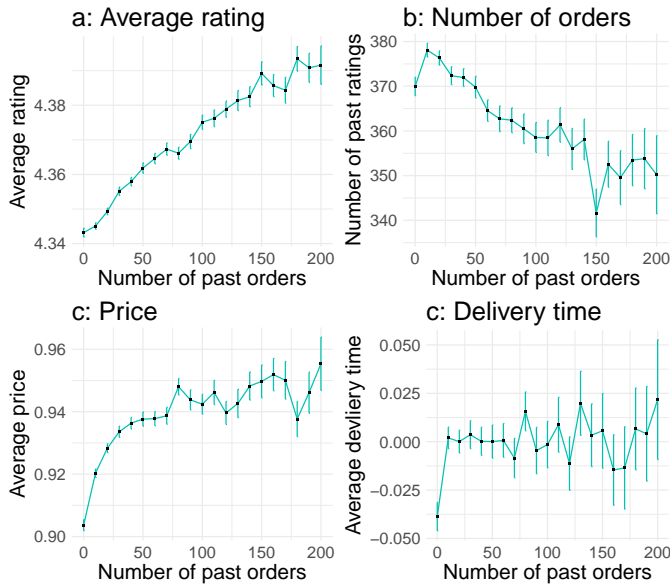 a: Average rating
Average rating
4.38
4.36
4.34
0 50 100 150 200
Number of past orders
b: Number of orders
Number of past ratings
380
370
360
350
340
0 50 100 150 200
Number of past orders
c: Price
Average price
0.96
0.94
0.92
0.90
0 50 100 150 200
Number of past orders
c: Delivery time
Average devliery time
0.050
0.025
0.000
−0.025
−0.050
0 50 100 150 200
Number of past orders